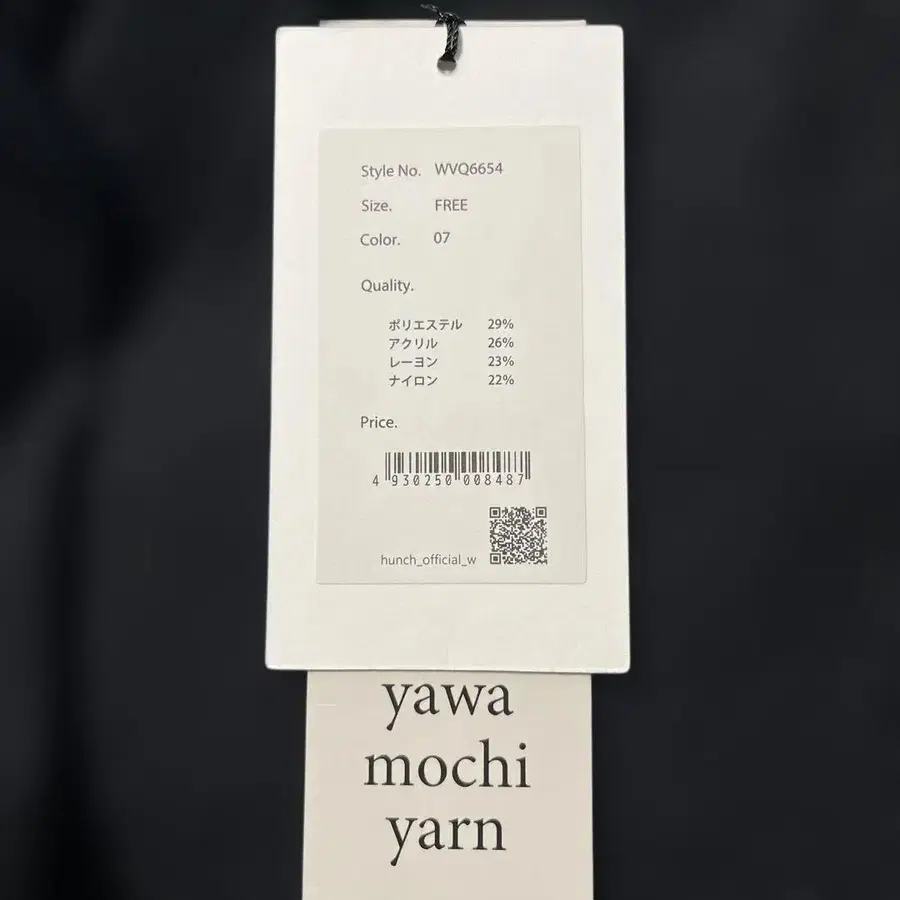 Style No. WVQ6654
Size. FREE
Color. 07
Quality.
ポリエステル 29%
アクリル 26%
レーヨン 23%
ナイロン 22%
Price.
4 930250 008487
hunch_official_w
yawa
mochi
yarn